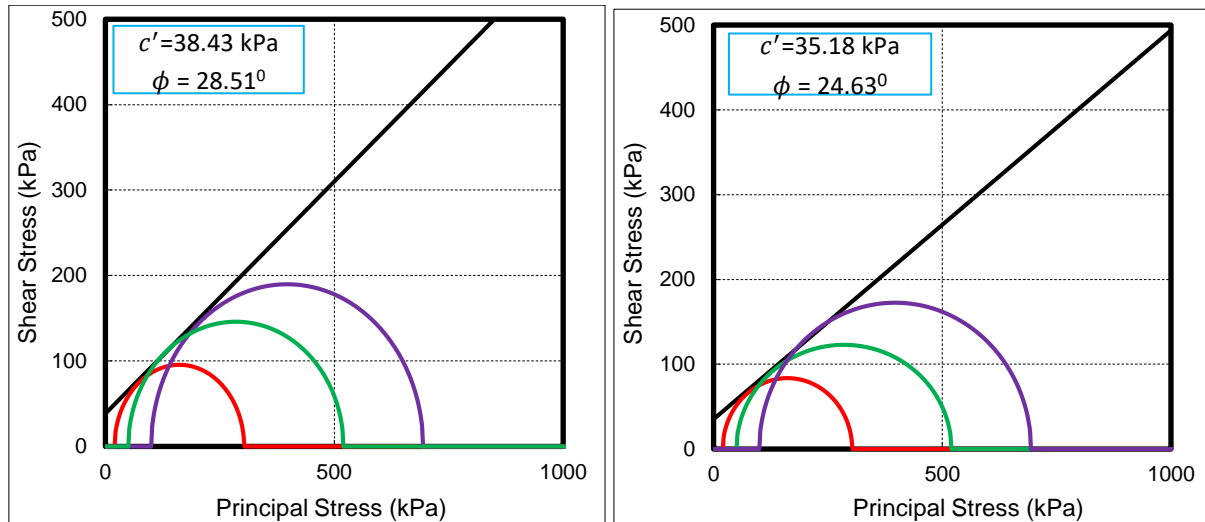 500
400
300
200
100
0
Shear Stress (kPa)
c′=38.43 kPa
ϕ = 28.51⁰
0
500
1000
Principal Stress (kPa)
500
400
300
200
100
0
Shear Stress (kPa)
c′=35.18 kPa
ϕ = 24.63⁰
0
500
1000
Principal Stress (kPa)